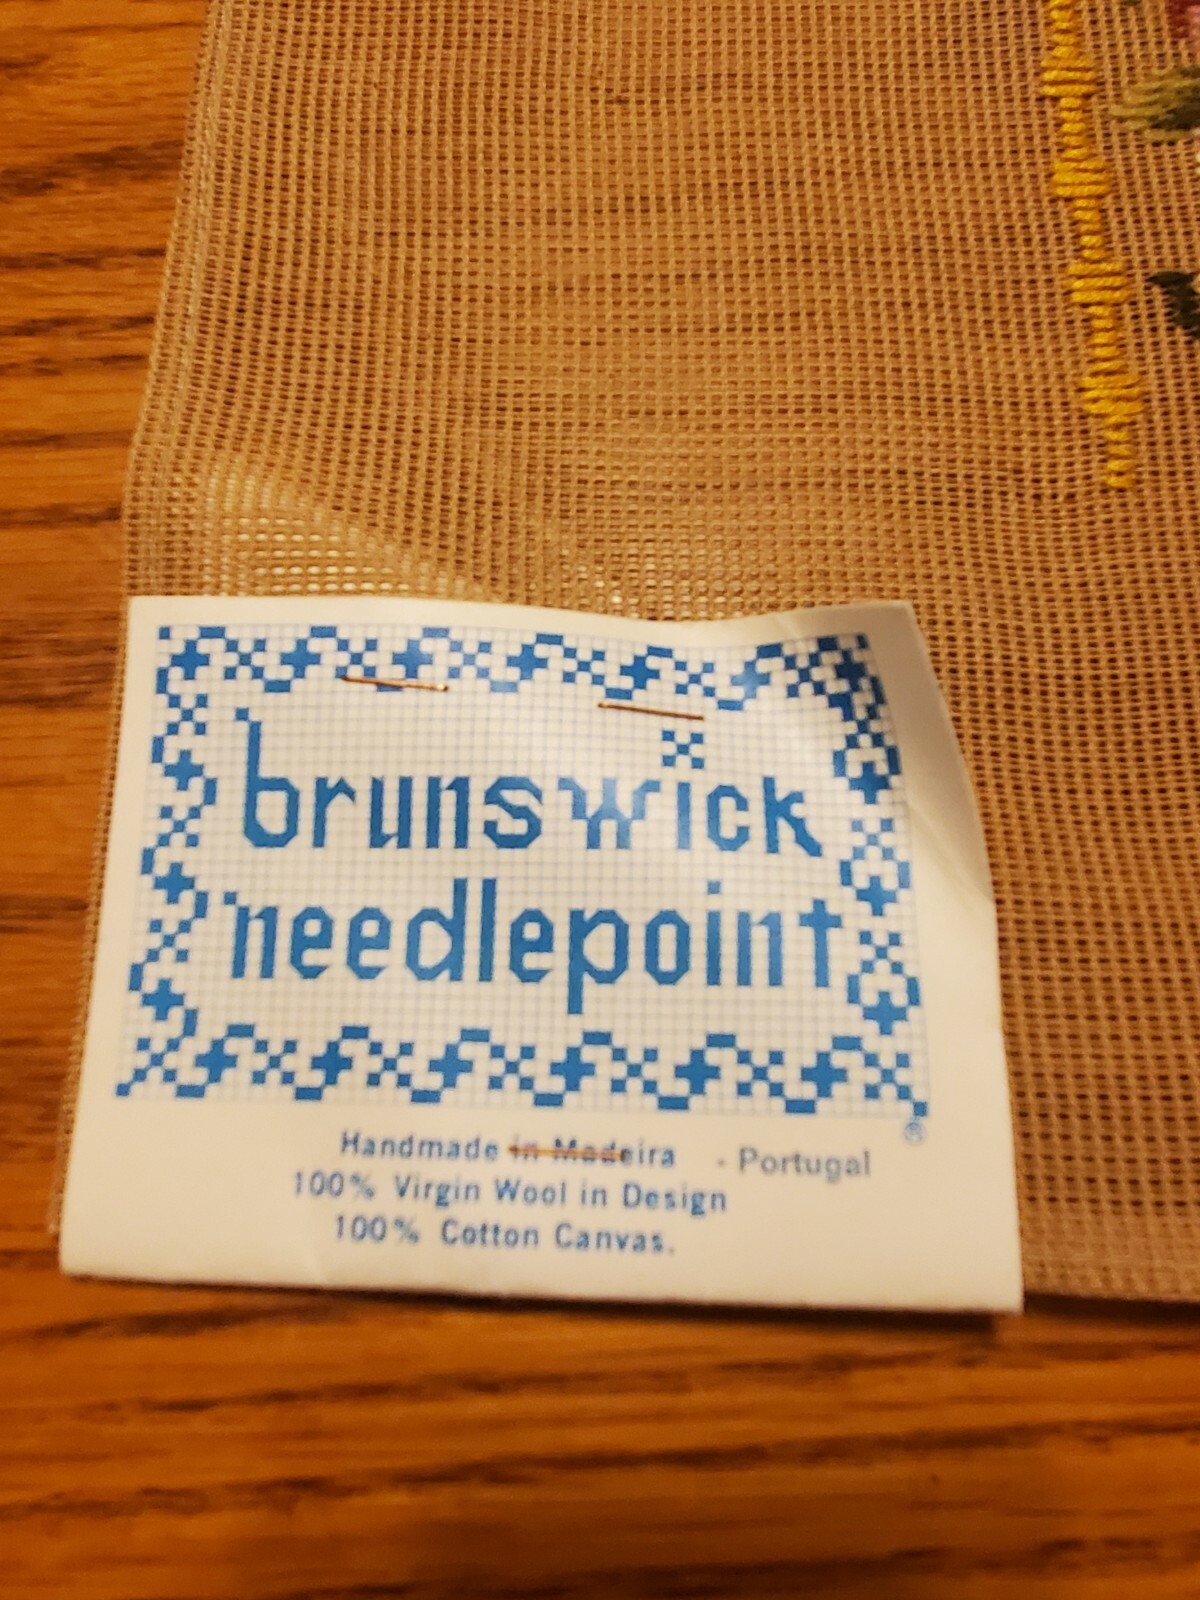 brunswick
needlepoint
®
Handmade in Madeira - Portugal
100% Virgin Wool in Design
100% Cotton Canvas.